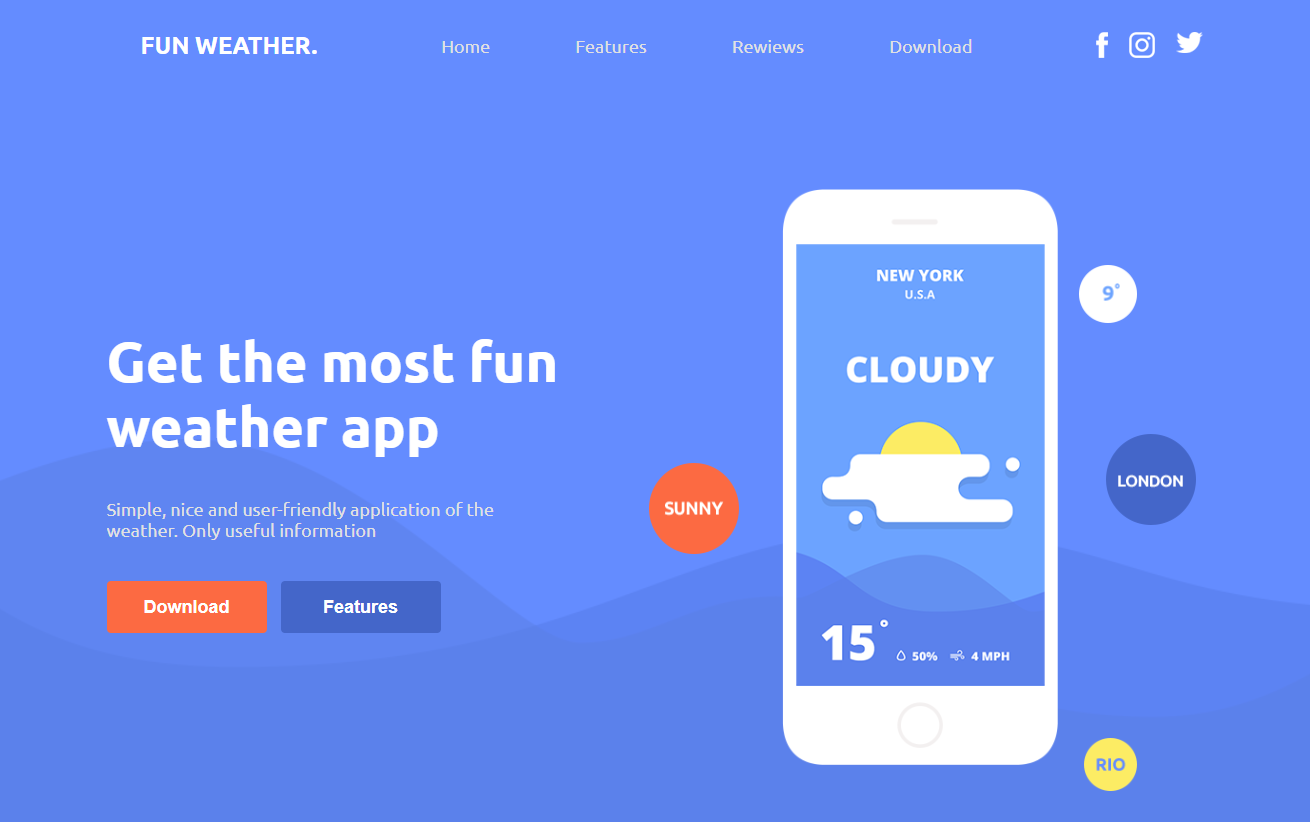 FUN WEATHER.
Home
Features
Rewiews
Download
Get the most fun
weather app
Simple, nice and user-friendly application of the
weather. Only useful information
Download
Features
NEW YORK
U.S.A
CLOUDY
15°
50%
4 MPH
SUNNY
9°
LONDON
RIO